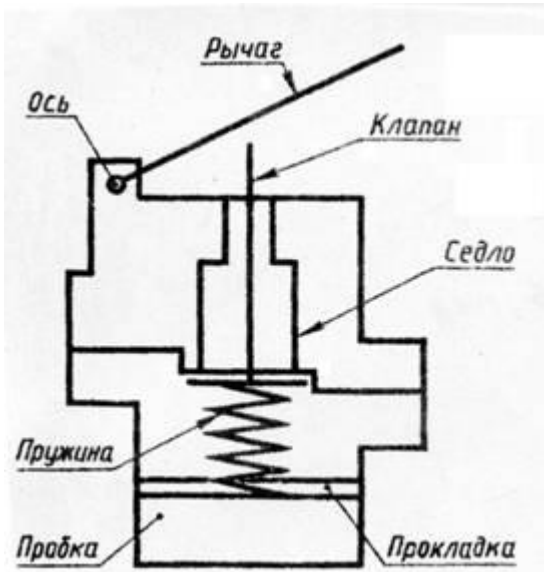 Рычаг
Ось
Клапан
Седло
Пружина
Пробка
Прокладка